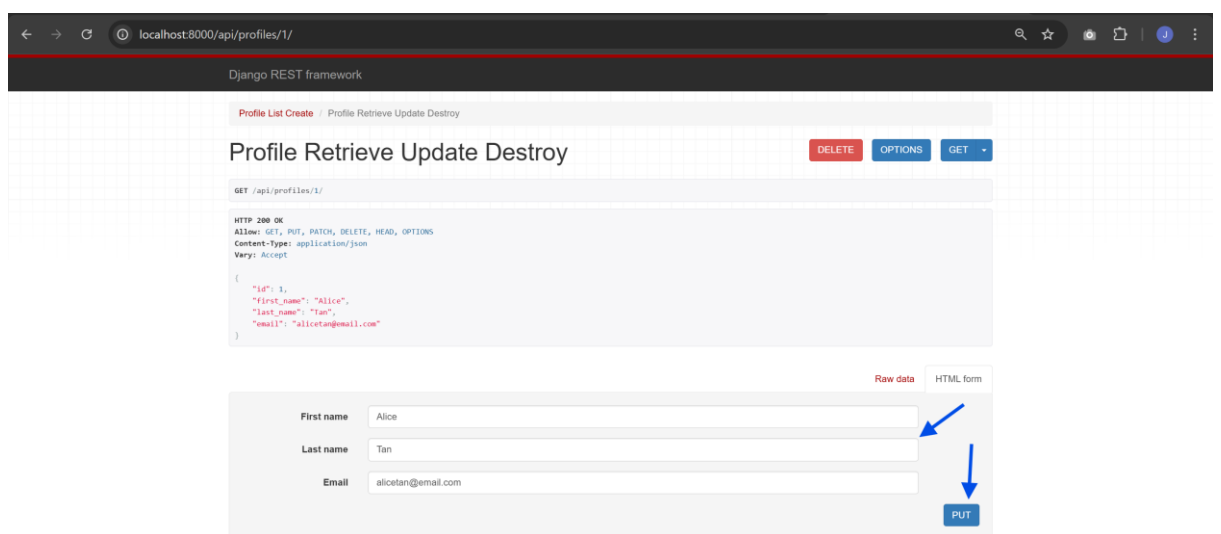 localhost:8000/api/profiles/1/
J
Django REST framework
Profile List Create / Profile Retrieve Update Destroy
Profile Retrieve Update Destroy
DELETE OPTIONS GET
GET /api/profiles/1/
HTTP 200 OK
Allow: GET, PUT, PATCH, DELETE, HEAD, OPTIONS
Content-Type: application/json
Vary: Accept
{
"id": 1,
"first_name": "Alice",
"last_name": "Tan",
"email": "alicetan@email.com"
}
Raw data HTML form
First name Alice
Last name Tan
Email alicetan@email.com
PUT